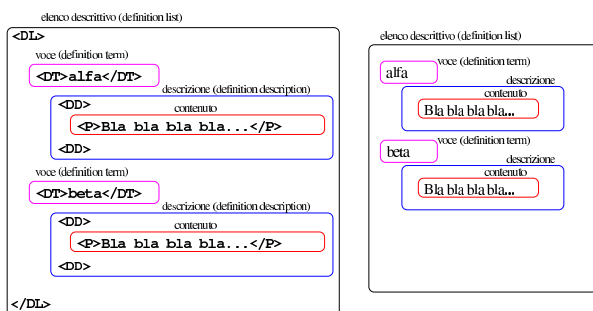 elenco descrittivo (definition list)
<DL>
voce (definition term)
<DT>alfa</DT>
descrizione (definition description)
<DD>
contenuto
<P>Bla bla bla bla...</P>
<DD>
voce (definition term)
<DT>beta</DT>
descrizione (definition description)
<DD>
contenuto
<P>Bla bla bla bla...</P>
<DD>
</DL>
elenco descrittivo (definition list)
voce (definition term)
alfa
descrizione
contenuto
Bla bla bla bla...
voce (definition term)
beta
descrizione
contenuto
Bla bla bla bla...